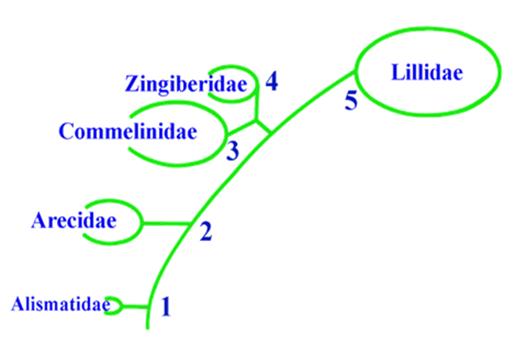 Zingiberidae 4
Lillidae
5
Commelinidae
3
Arecidae
2
Alismatidae 1